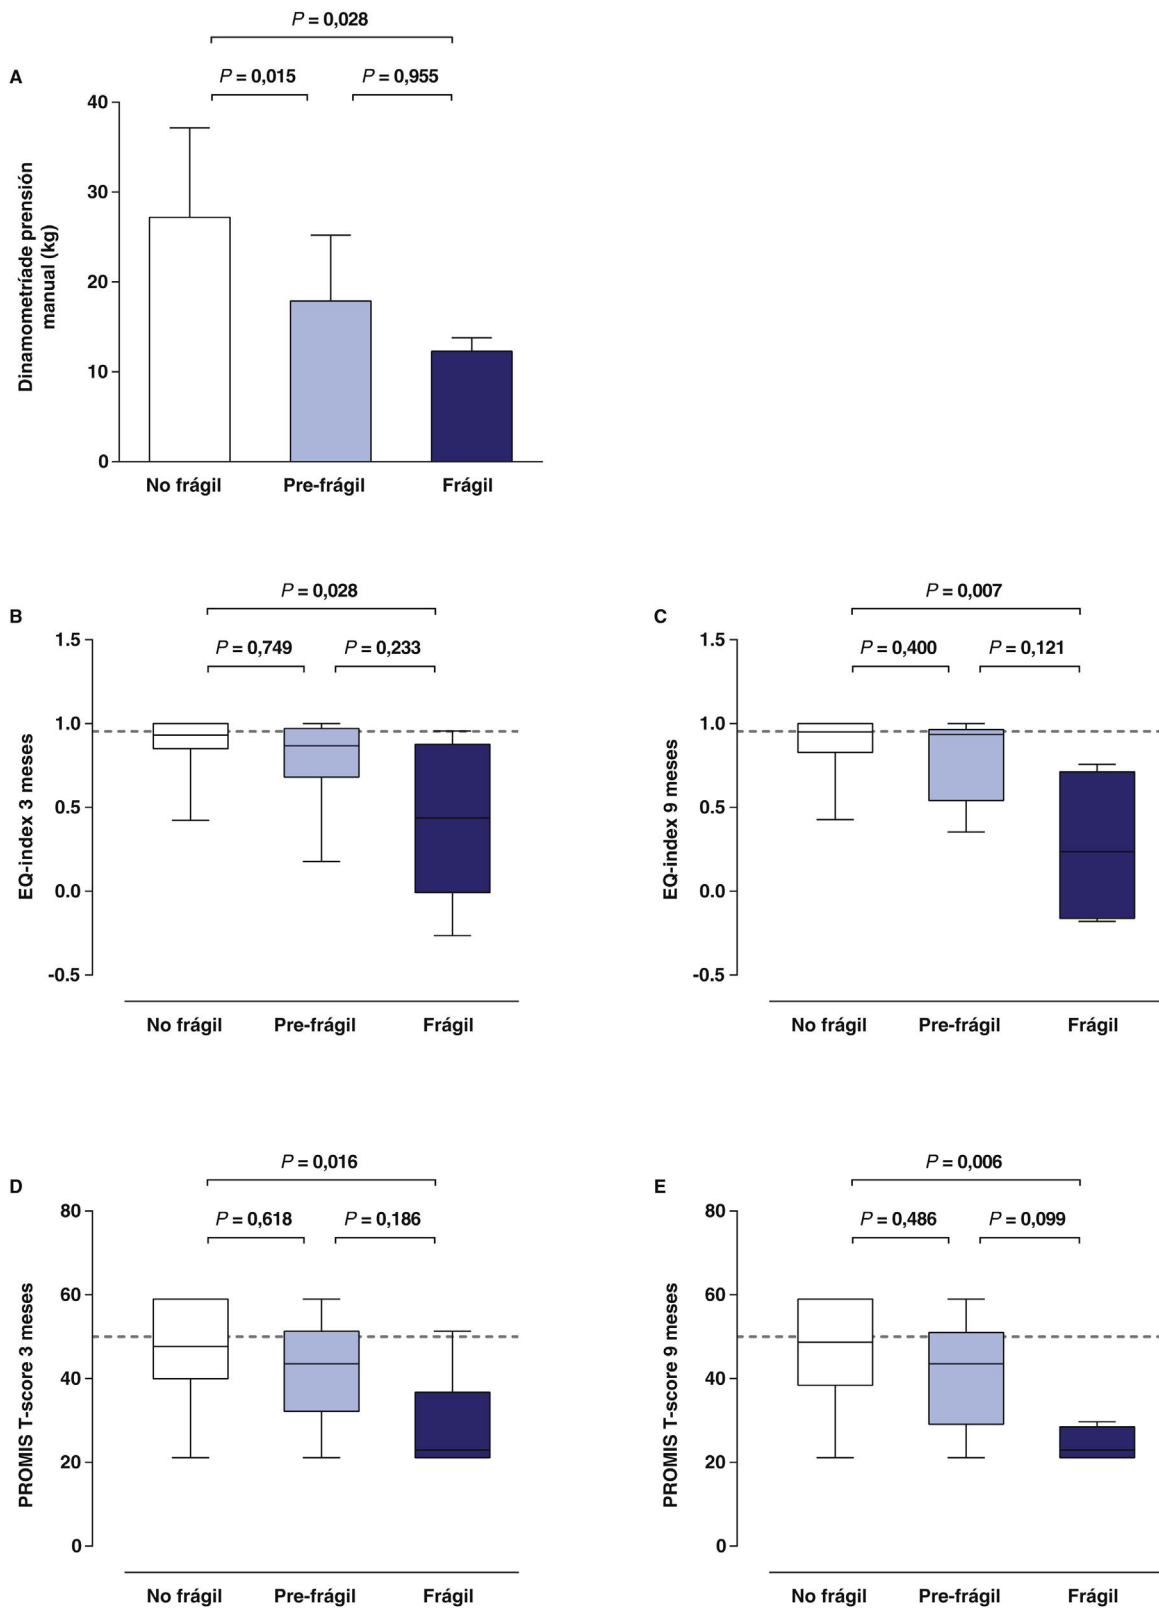 P = 0,028
A
P = 0,015
P = 0,955
40
30
20
10
0
Dinamometríade prensión
manual (kg)
No frágil
Pre-frágil
Frágil
P = 0,028
B
P = 0,749
P = 0,233
1.5
1.0
0.5
0.0
-0.5
EQ-index 3 meses
No frágil
Pre-frágil
Frágil
P = 0,007
C
P = 0,400
P = 0,121
1.5
1.0
0.5
0.0
-0.5
EQ-index 9 meses
No frágil
Pre-frágil
Frágil
P = 0,016
D
P = 0,618
P = 0,186
80
60
40
20
0
PROMIS T-score 3 meses
No frágil
Pre-frágil
Frágil
P = 0,006
E
P = 0,486
P = 0,099
80
60
40
20
0
PROMIS T-score 9 meses
No frágil
Pre-frágil
Frágil